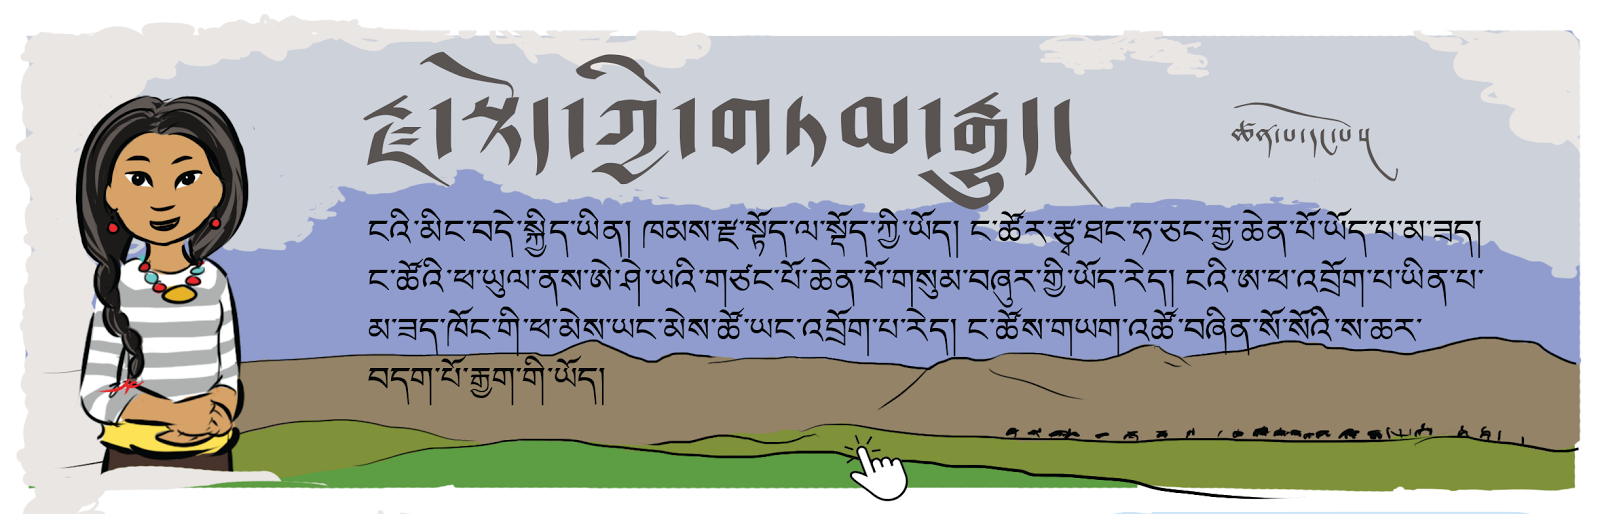 རྫ་སྟོད་ཀྱི་གནས་ཚུལ།
ངའི་མིང་བདེ་སྐྱིད་ཡིན། ཁམས་རྫ་སྟོད་ལ་སྡོད་ཀྱི་ཡོད། ང་ཚོར་རྩྭ་ཐང་ཧ་ཅང་རྒྱ་ཆེན་པོ་ཡོད་པ་མ་ཟད།
ང་ཚོའི་ཕ་ཡུལ་ནས་ཨེ་ཤེ་ཡའི་གཙང་པོ་ཆེན་པོ་གསུམ་བཞུར་གྱི་ཡོད་རེད། ངའི་ཨ་ཕ་འབྲོག་པ་ཡིན་པ་
མ་ཟད་ཁོང་གི་ཕ་མེས་ཡང་མེས་ཚོ་ཡང་འབྲོག་པ་རེད། ང་ཚོས་གཡག་འཚོ་བཞིན་སོ་སོའི་ས་ཆར་
བདག་པོ་རྒྱག་གི་ཡོད།